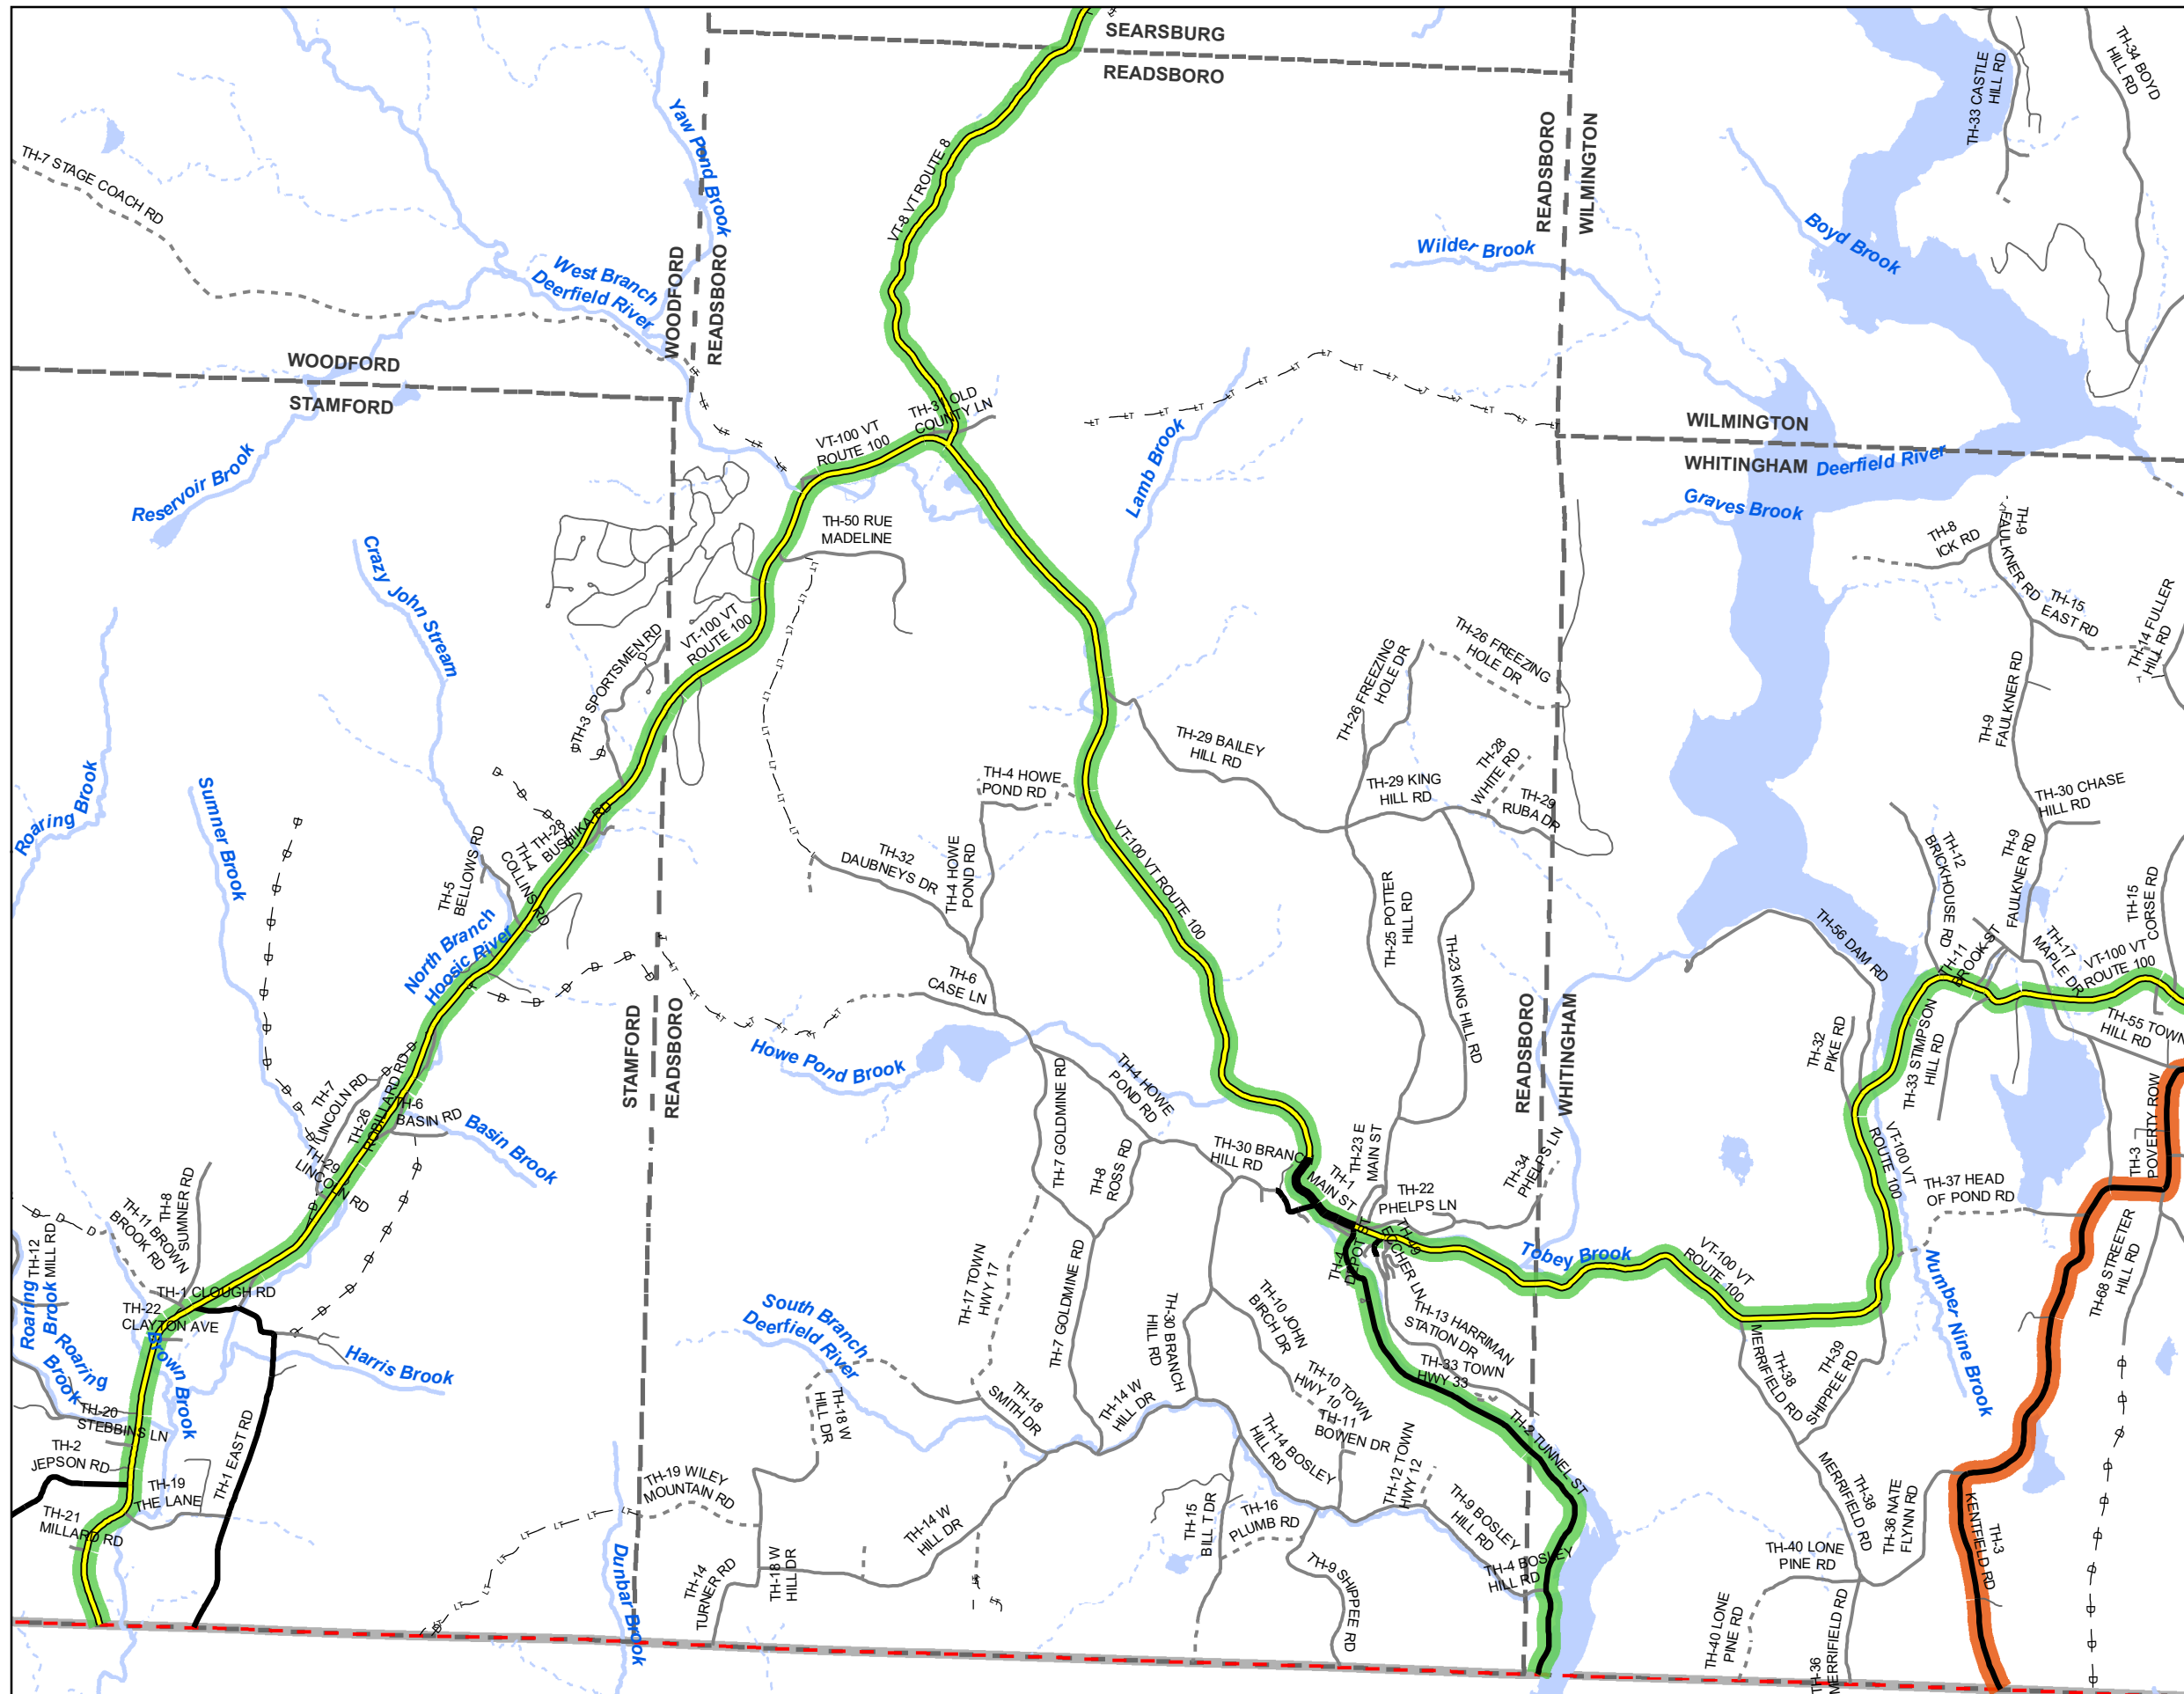 SEARSBURG
READSBORO
TH-34 BOYD
HILL RD
TH-33 CASTLE
HILL RD
Yaw Pond Brook
READSBORO
WILMINGTON
TH-7 STAGE COACH RD
VT-8 VT ROUTE 8
Wilder Brook
Boyd Brook
West Branch
Deerfield River
WOODFORD
READSBORO
WOODFORD
STAMFORD
TH-31 OLD
COUNTY LN
VT-100 VT
ROUTE 100
WILMINGTON
WHITINGHAM
Deerfield River
Lamb Brook
Reservoir Brook
Graves Brook
TH-50 RUE
MADELINE
TH-8
ICK RD
TH-9
FAULKNER RD
Crazy John Stream
TH-15
EAST RD
TH-14 FULLER
HILL RD
VT-100 VT
ROUTE 100
TH-3 SPORTSMEN RD
TH-26 FREEZING
HOLE DR
TH-26 FREEZING
HOLE DR
TH-9
FAULKNER RD
TH-29 BAILEY
HILL RD
TH-28
WHITE RD
TH-4 HOWE
POND RD
TH-29 KING
HILL RD
TH-29
RUBA DR
TH-30 CHASE
HILL RD
Roaring Brook
Sumner Brook
TH-28
BUSHIKA RD
TH-4
COLLINS RD
TH-5
BELLOWS RD
TH-32
DAUBNEYS DR
TH-4 HOWE
POND RD
VT-100 VT ROUTE 100
TH-12
BRICKHOUSE RD
TH-9
FAULKNER RD
TH-15
CORSE RD
TH-25 POTTER
HILL RD
TH-23 KING HILL RD
TH-56 DAM RD
TH-11
BROOK ST
TH-17
MAPLE DR
VT-100 VT
ROUTE 100
North Branch
Hoosic River
TH-6
CASE LN
STAMFORD
READSBORO
READSBORO
WHITINGHAM
TH-32
PIKE RD
TH-33 STIMPSON
HILL RD
TH-55 TOWN
HILL RD
Howe Pond Brook
TH-7
LINCOLN RD
TH-26
ROBILLARD RD
TH-6
BASIN RD
Basin Brook
TH-7 GOLDMINE RD
TH-4 HOWE
POND RD
TH-30 BRANC
HILL RD
TH-23 E
MAIN ST
TH-1
MAIN ST
TH-34
PHELPS LN
VT-100 VT
ROUTE 100
TH-3
POVERTY ROW
TH-29
LINCOLN RD
TH-8
ROSS RD
TH-22
PHELPS LN
TH-37 HEAD
OF POND RD
TH-8
SUMNER RD
TH-11 BROWN
BROOK RD
TH-12
MILL RD
TH-4
DEPOT ST
Tobey Brook
VT-100 VT
ROUTE 100
TH-68 STREETER
HILL RD
Number Nine Brook
TH-1 CLOUGH RD
TH-22
CLAYTON AVE
TH-17 TOWN
HWY 17
TH-7 GOLDMINE RD
TH-30 BRANCH
HILL RD
TH-10 JOHN
BIRCH DR
TH-13 HARRIMAN
STATION DR
Roaring
Brook
Roaring
Brook
Brown Brook
Harris Brook
South Branch
Deerfield River
TH-33 TOWN
HWY 33
TH-38
MERRIFIELD RD
TH-39
SHIPPEE RD
TH-20
STEBBINS LN
TH-18 W
HILL DR
TH-18
SMITH DR
TH-14 W
HILL DR
TH-10 TOWN
HWY 10
TH-11
BOWEN DR
TH-2
JEPSON RD
TH-1 EAST RD
TH-19
THE LANE
TH-19 WILEY
MOUNTAIN RD
TH-14 BOSLEY
HILL RD
TH-12 TOWN
HWY 12
TH-2 TUNNEL ST
TH-38
MERRIFIELD RD
TH-36 NATE
FLYNN RD
TH-3
KENTFIELD RD
TH-21
MILLARD RD
TH-14 W
HILL DR
TH-15
BILL T DR
TH-16
PLUMB RD
TH-9 BOSLEY
HILL RD
TH-4 BOSLEY
HILL RD
TH-40 LONE
PINE RD
Dunbar Brook
TH-14
TURNER RD
TH-18 W
HILL DR
TH-9 SHIPPEE RD
TH-40 LONE
PINE RD
TH-36
MERRIFIELD RD